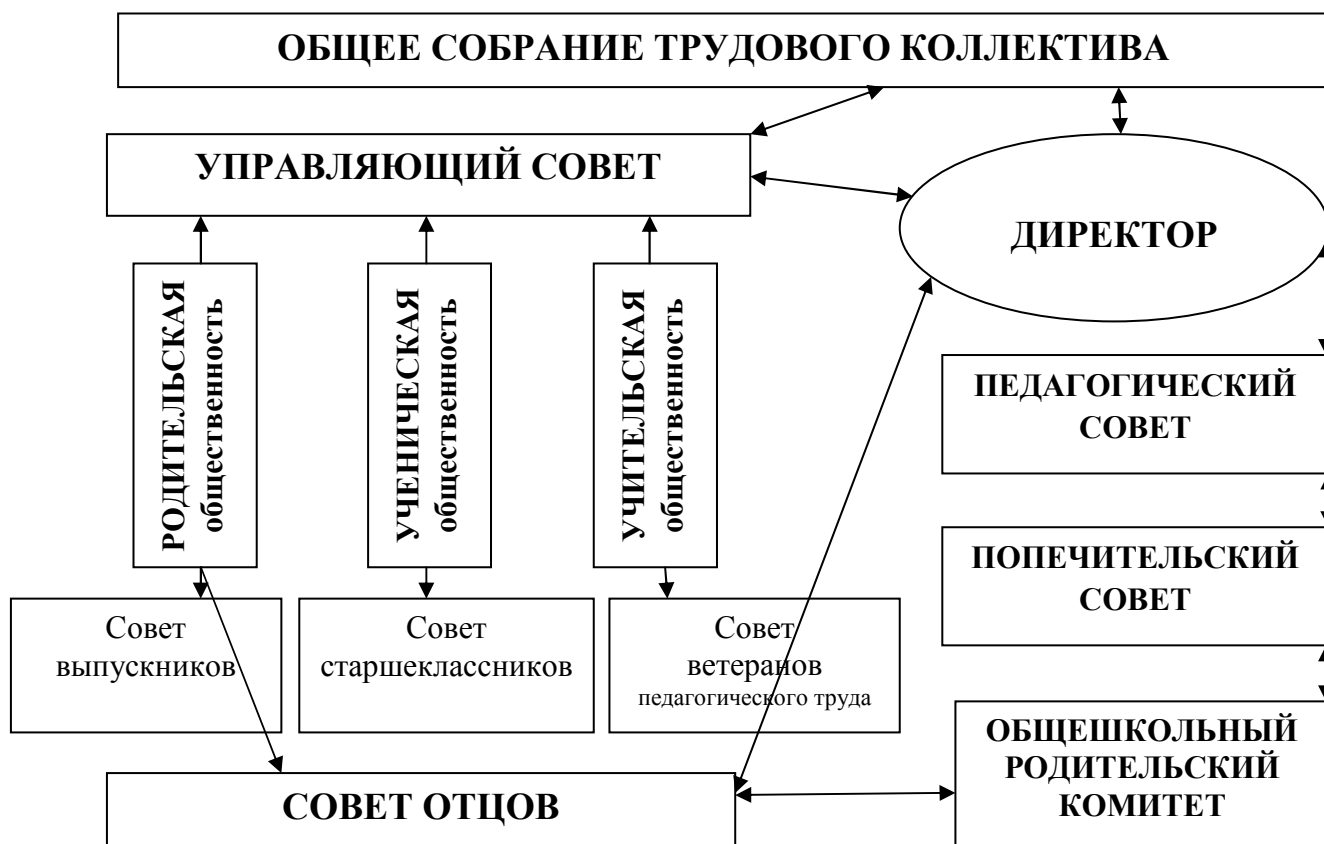 ОБЩЕЕ СОБРАНИЕ ТРУДОВОГО КОЛЛЕКТИВА
УПРАВЛЯЮЩИЙ СОВЕТ
ДИРЕКТОР
РОДИТЕЛЬСКАЯ
общественность
УЧЕНИЧЕСКАЯ
общественность
УЧИТЕЛЬСКАЯ
общественность
ПЕДАГОГИЧЕСКИЙ
СОВЕТ
ПОПЕЧИТЕЛЬСКИЙ
СОВЕТ
Совет
выпускников
Совет
старшеклассников
Совет
ветеранов
педагогического труда
ОБЩЕШКОЛЬНЫЙ
РОДИТЕЛЬСКИЙ
КОМИТЕТ
СОВЕТ ОТЦОВ